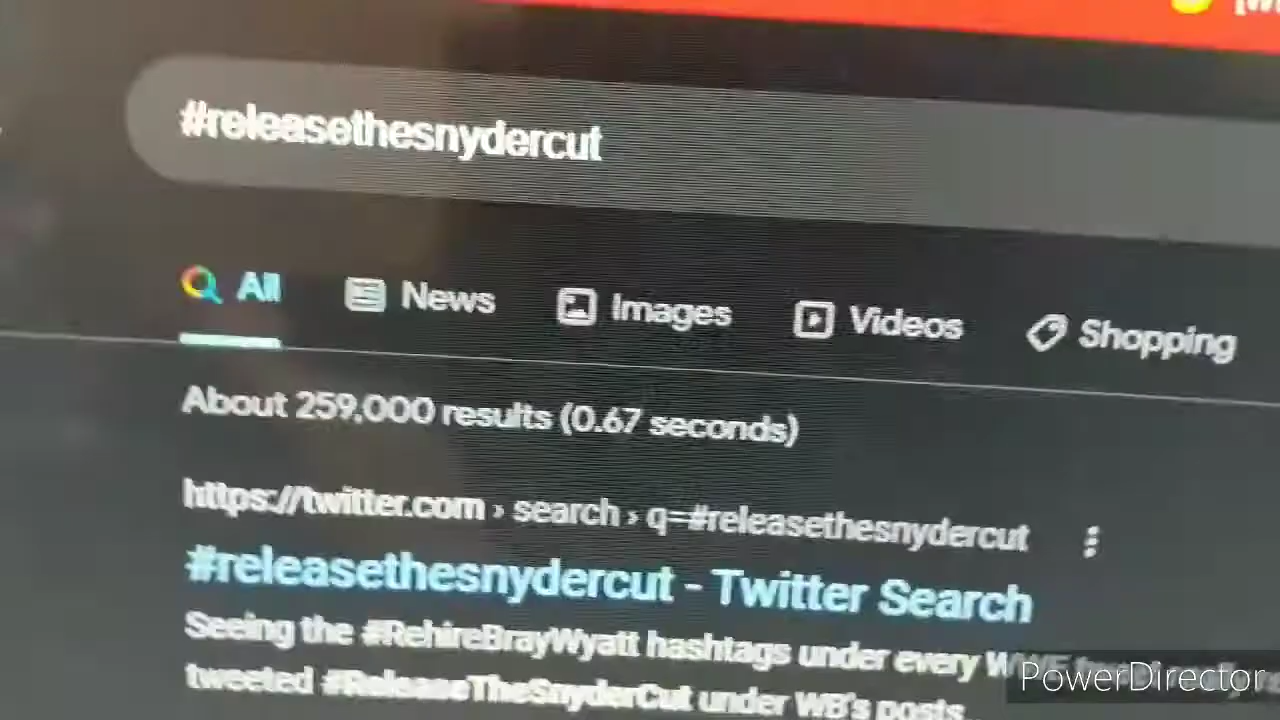 #releasethesnydercut
All News Images Videos Shopping
About 259,000 results (0.67 seconds)
https://twitter.com › search › q=#releasethesnydercut
#releasethesnydercut - Twitter Search
Seeing the #RehireBrayWyatt hashtags under every
tweeted #ReleaseTheSnyderCut under WB's posts
PowerDirector